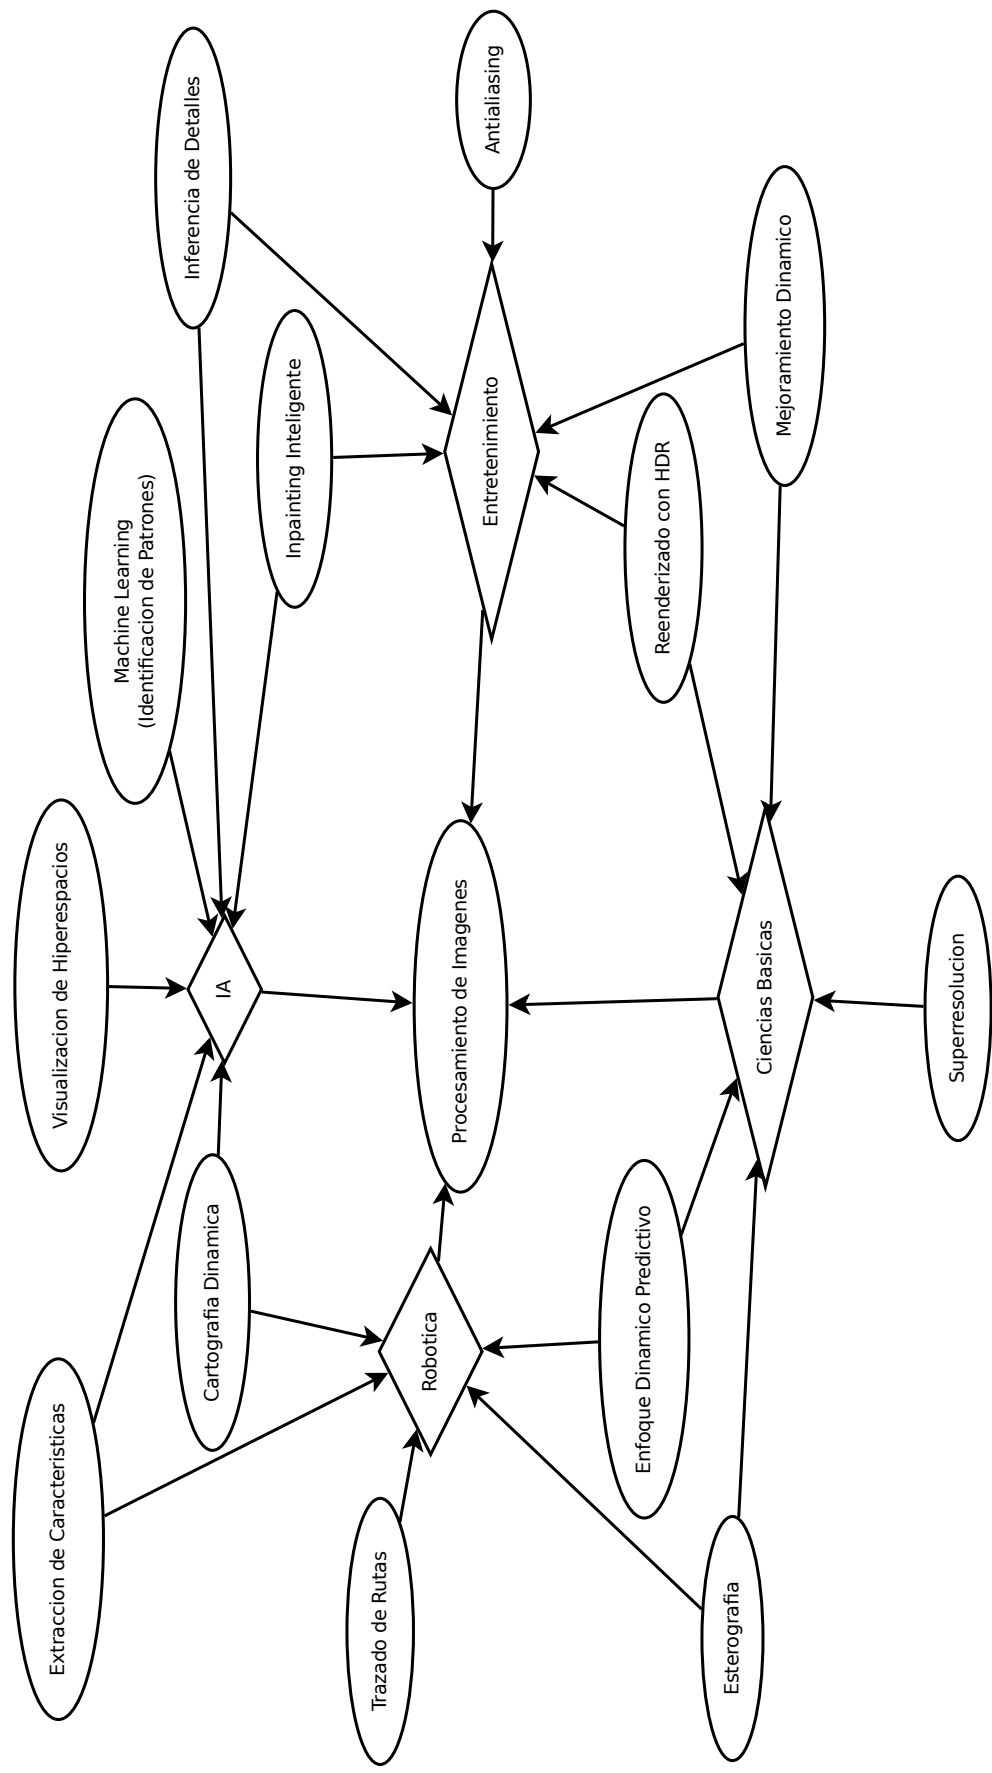 Extraccion de Caracteristicas
Visualizacion de Hiperespacios
Machine Learning
(Identificacion de Patrones)
Inferencia de Detalles
Cartografia Dinamica
IA
Inpainting Inteligente
Trazado de Rutas
Robotica
Procesamiento de Imagenes
Entretenimiento
Antialiasing
Enfoque Dinamico Predictivo
Reenderizado con HDR
Esterografia
Ciencias Basicas
Mejoramiento Dinamico
Superresolucion